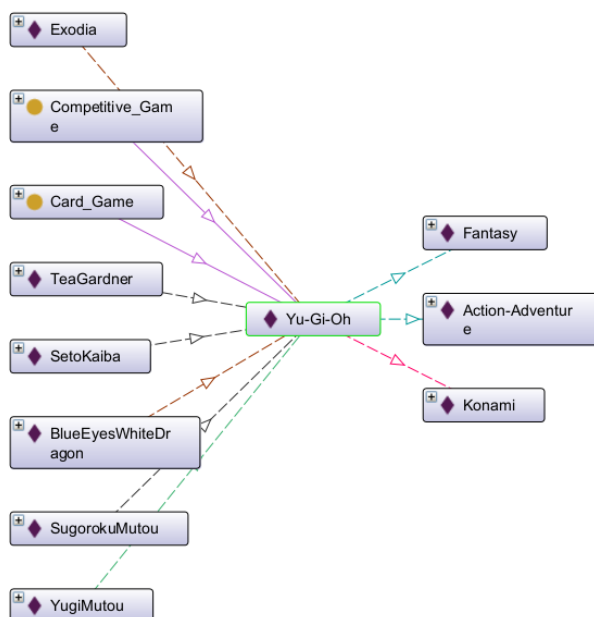 Exodia
Competitive_Gam
e
Card_Game
TeaGardner
SetoKaiba
BlueEyesWhiteDr
agon
SugorokuMutou
YugiMutou
Yu-Gi-Oh
Fantasy
Action-Adventur
e
Konami